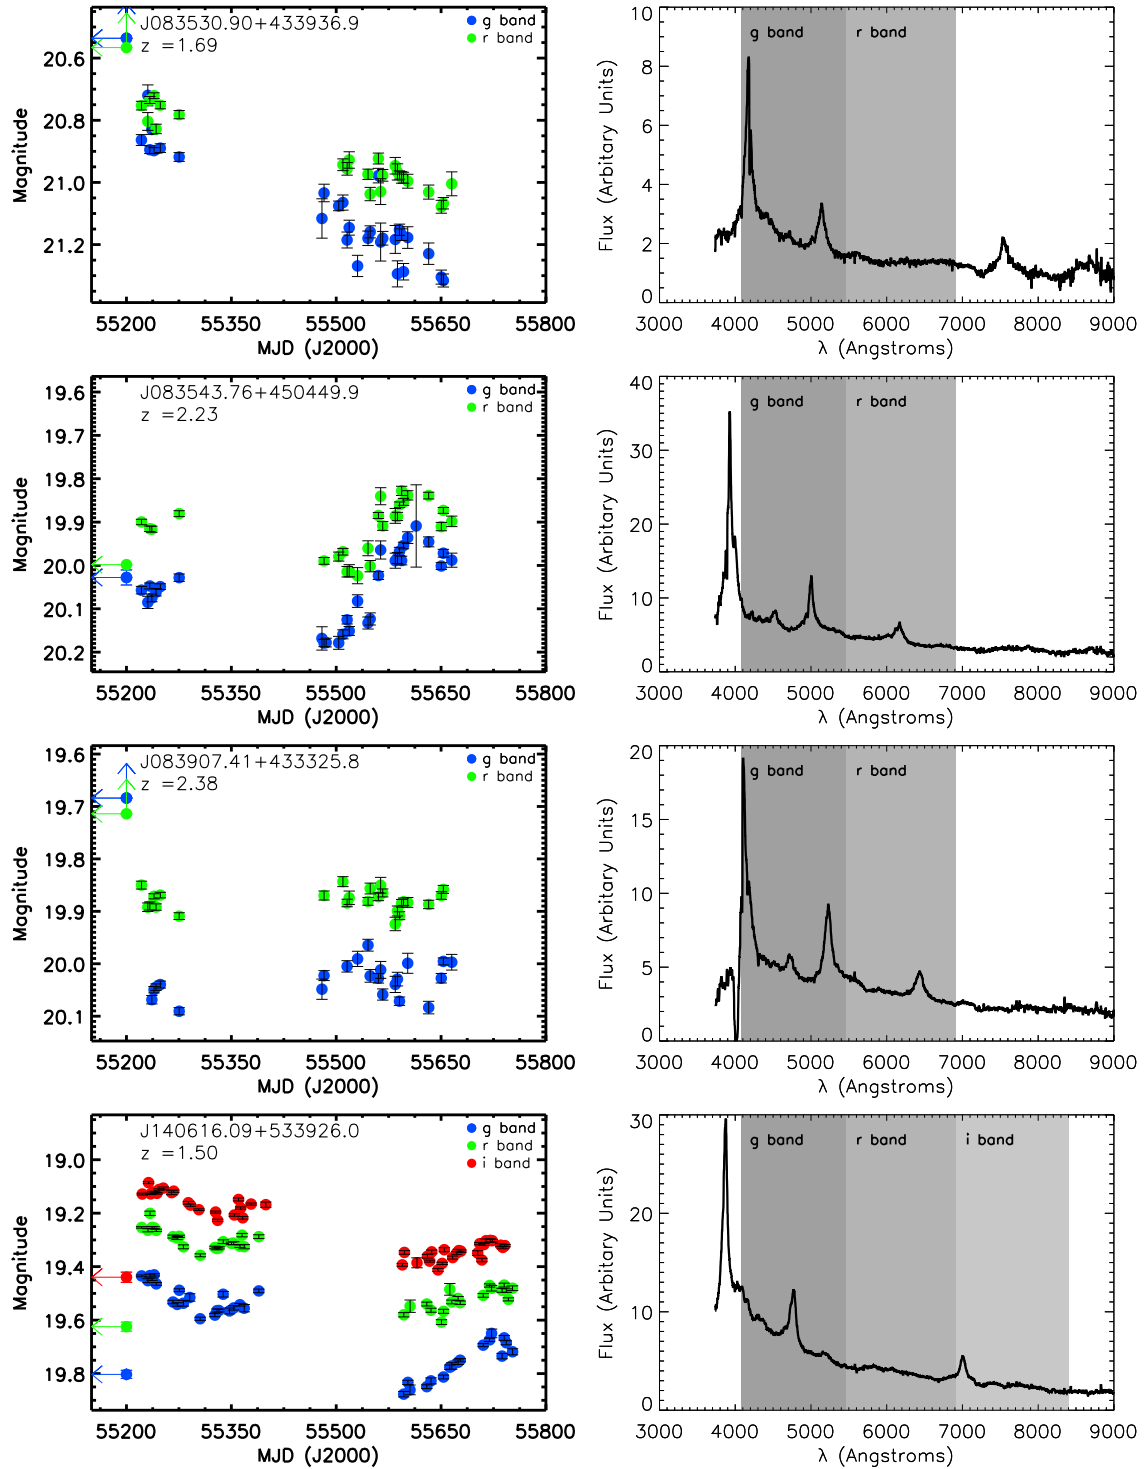 J083530.90+433936.9
z =1.69
g band
r band
20.6
20.8
21.0
21.2
Magnitude
55200 55350 55500 55650 55800
MJD (J2000)
g band r band
10
8
6
4
2
0
Flux (Arbitary Units)
3000 4000 5000 6000 7000 8000 9000
λ (Angstroms)
J083543.76+450449.9
z =2.23
g band
r band
19.6
19.7
19.8
19.9
20.0
20.1
20.2
Magnitude
55200 55350 55500 55650 55800
MJD (J2000)
g band r band
40
30
20
10
0
Flux (Arbitary Units)
3000 4000 5000 6000 7000 8000 9000
λ (Angstroms)
J083907.41+433325.8
z =2.38
g band
r band
19.6
19.7
19.8
19.9
20.0
20.1
Magnitude
55200 55350 55500 55650 55800
MJD (J2000)
g band r band
20
15
10
5
0
Flux (Arbitary Units)
3000 4000 5000 6000 7000 8000 9000
λ (Angstroms)
J140616.09+533926.0
z =1.50
g band
r band
i band
19.0
19.2
19.4
19.6
19.8
Magnitude
55200 55350 55500 55650 55800
MJD (J2000)
g band r band i band
30
20
10
0
Flux (Arbitary Units)
3000 4000 5000 6000 7000 8000 9000
λ (Angstroms)